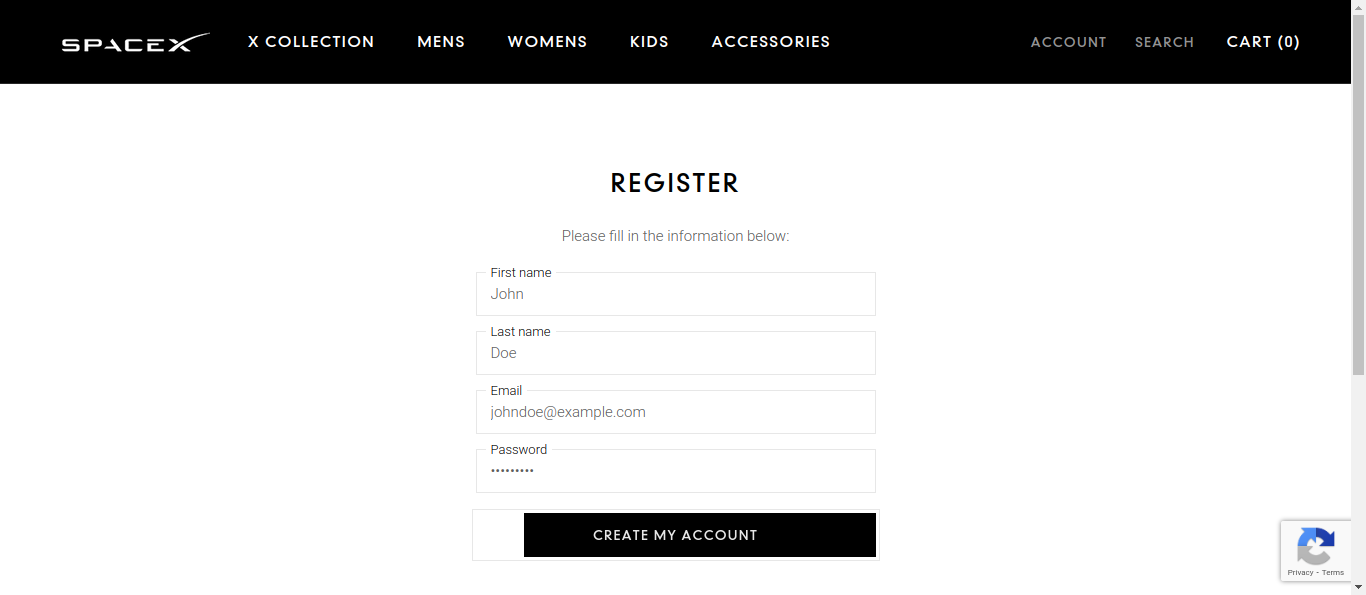 SPACEX X COLLECTION MENS WOMENS KIDS ACCESSORIES ACCOUNT SEARCH CART (0)
REGISTER
Please fill in the information below:
First name
John
Last name
Doe
Email
johndoe@example.com
Password
•••••••••
CREATE MY ACCOUNT
Privacy - Terms